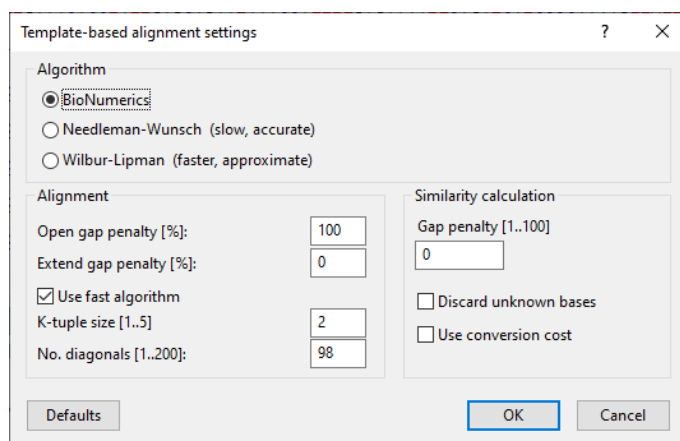 Template-based alignment settings
?
Algorithm
BioNumerics
Needleman-Wunsch (slow, accurate)
Wilbur-Lipman (faster, approximate)
Alignment
Open gap penalty [%]:
100
Extend gap penalty [%]:
0
Use fast algorithm
K-tuple size [1..5]
2
No. diagonals [1..200]:
98
Similarity calculation
Gap penalty [1..100]
0
Discard unknown bases
Use conversion cost
Defaults
OK
Cancel